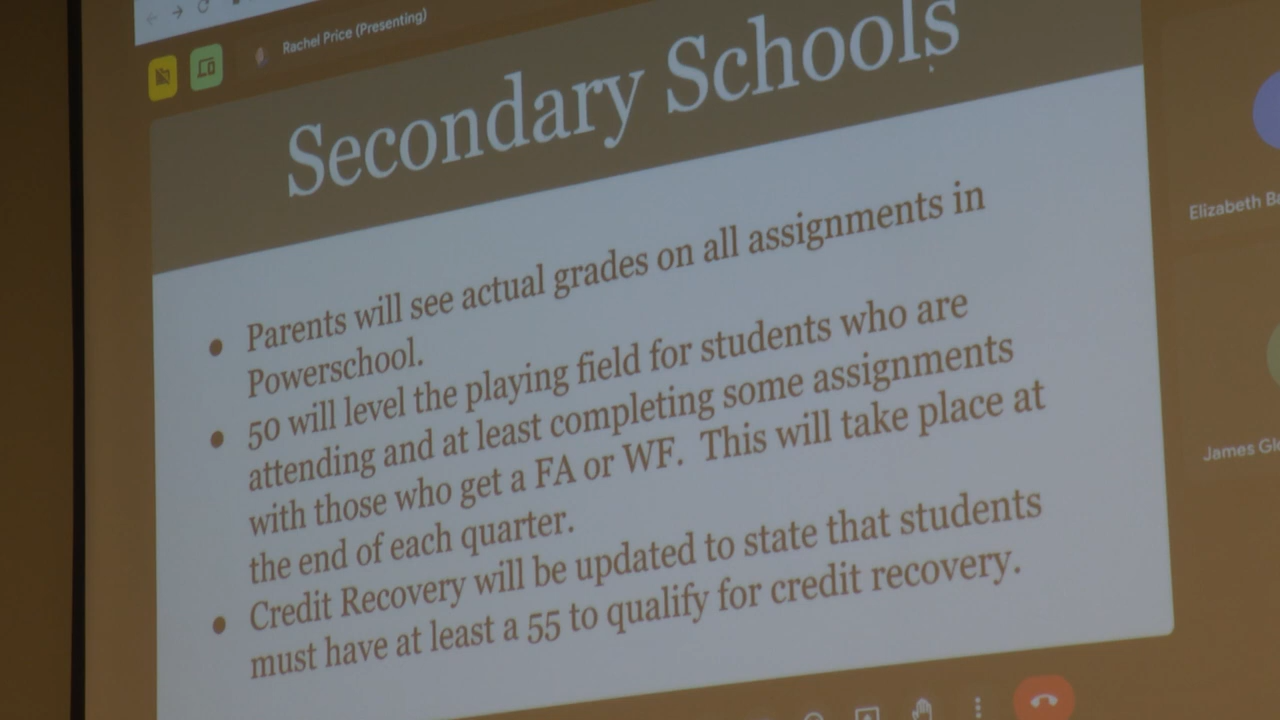 Rachel Price (Presenting)
Secondary Schools
Parents will see actual grades on all assignments in
Powerschool.
50 will level the playing field for students who are
attending and at least completing some assignments
with those who get a FA or WF. This will take place at
the end of each quarter.
Credit Recovery will be updated to state that students
must have at least a 55 to qualify for credit recovery.
Elizabeth
James